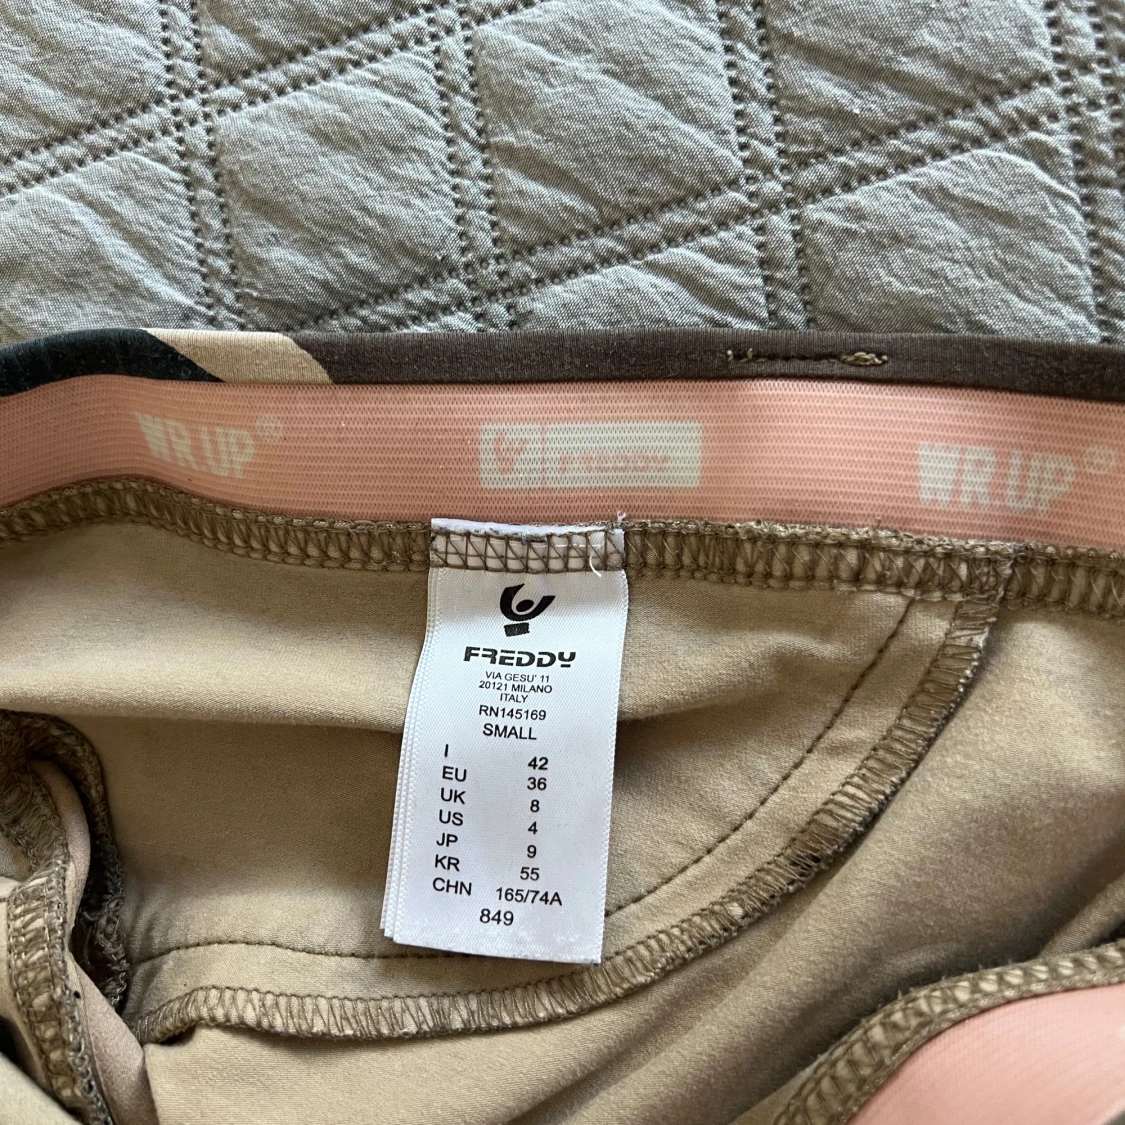 WR.UP®
FREDDY
WR.UP®
FREDDY
VIA GESU' 11
20121 MILANO
ITALY
RN145169
SMALL
I 42
EU 36
UK 8
US 4
JP 9
KR 55
CHN 165/74A
849